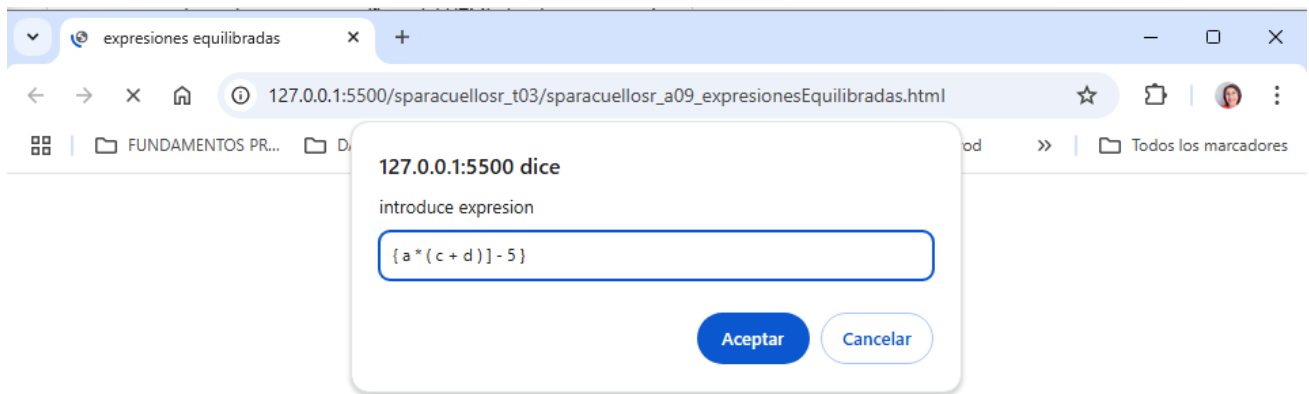 expresiones equilibradas
127.0.0.1:5500/sparacuellosr_t03/sparacuellosr_a09_expresionesEquilibradas.html
FUNDAMENTOS PR... Todos los marcadores
127.0.0.1:5500 dice
introduce expresion
{ a * ( c + d ) ] - 5 }
Aceptar Cancelar